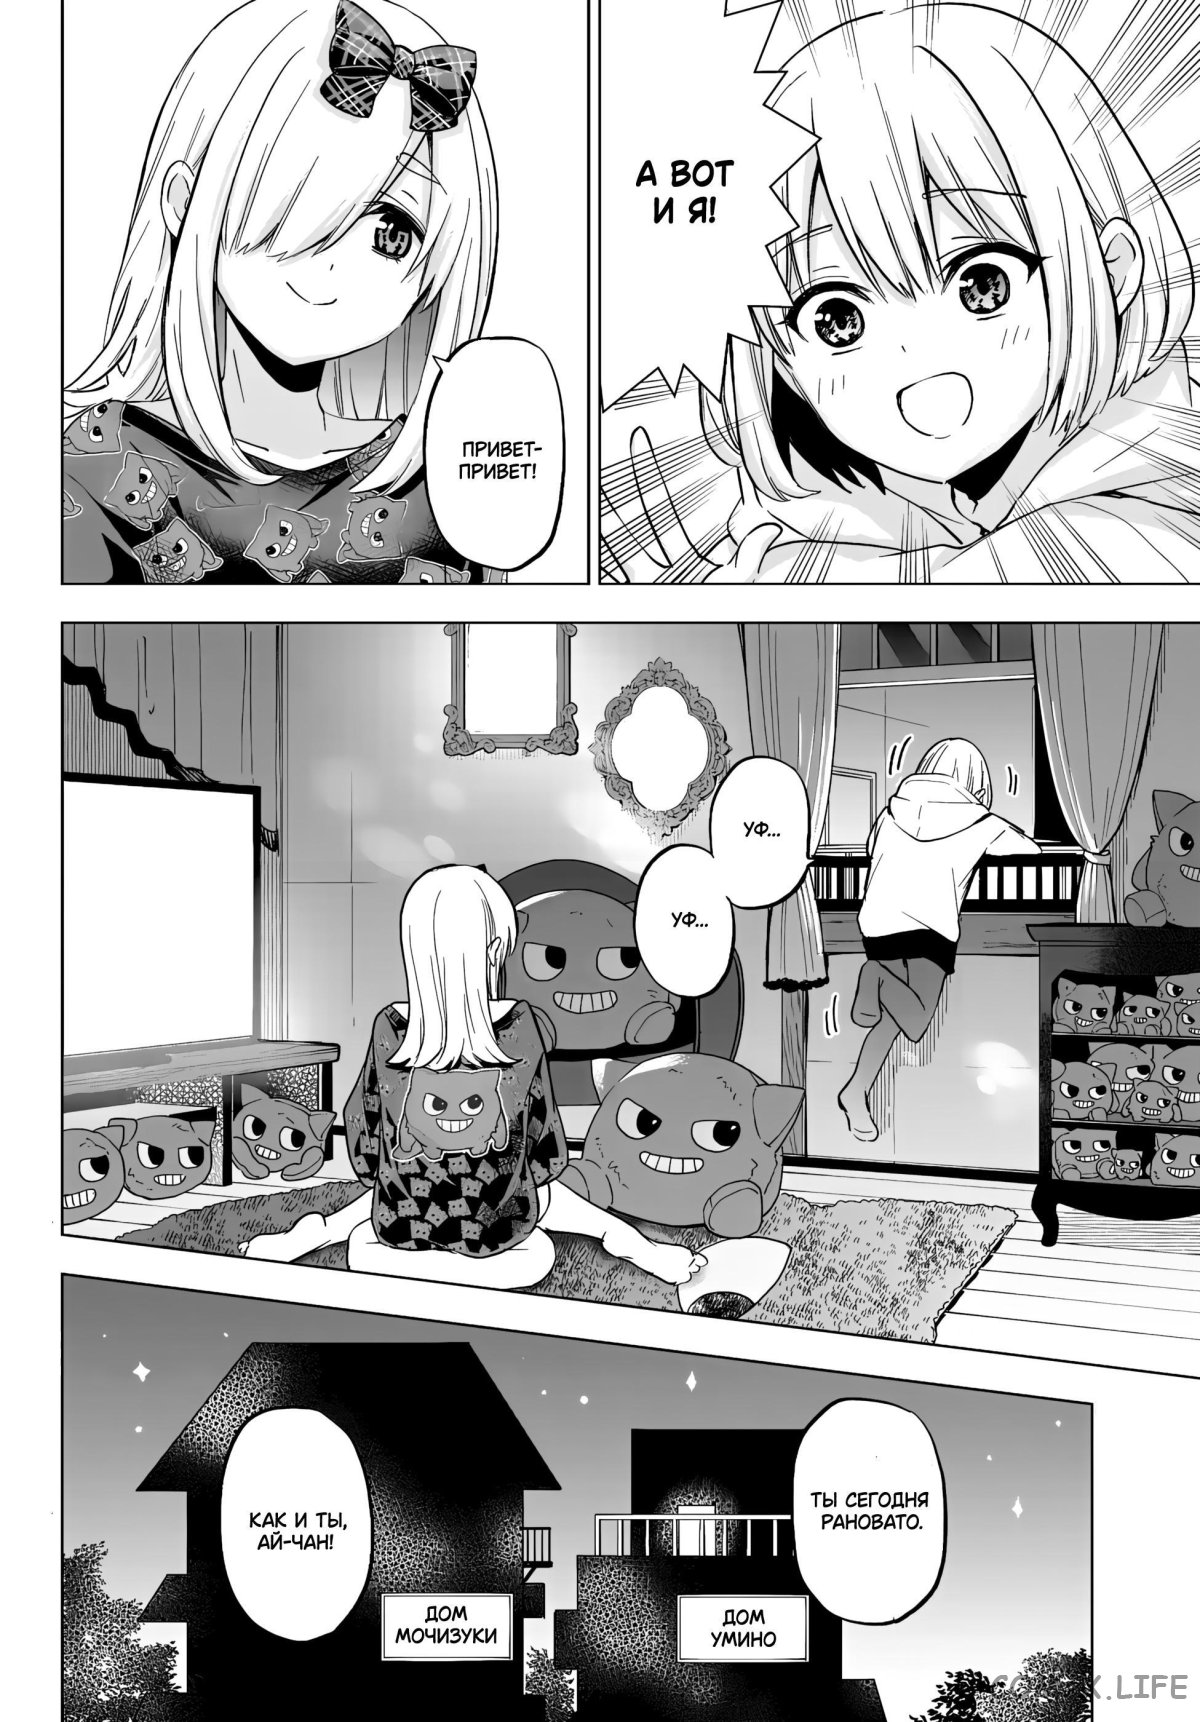 А ВОТ
И Я!
ПРИВЕТ-
ПРИВЕТ!
УФ...
УФ...
ТЫ СЕГОДНЯ
РАНОВАТО.
КАК И ТЫ,
АЙ-ЧАН!
ДОМ
МОЧИЗУКИ
ДОМ
УМИНО